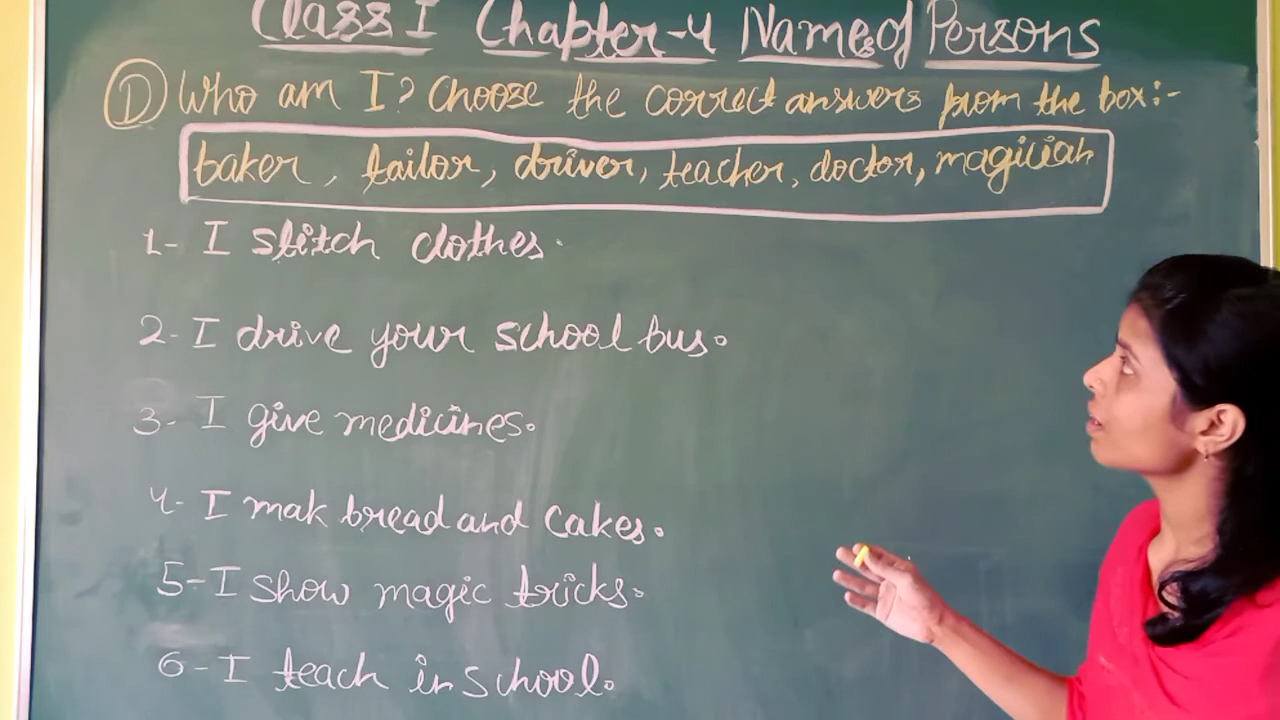 Class I Chapter-4 Names of Persons
① Who am I? Choose the correct answers from the box:-
baker, tailor, driver, teacher, doctor, magician
1- I stitch clothes.
2- I drive your school bus.
3- I give medicines.
4- I mak bread and cakes.
5- I show magic tricks.
6- I teach in school.